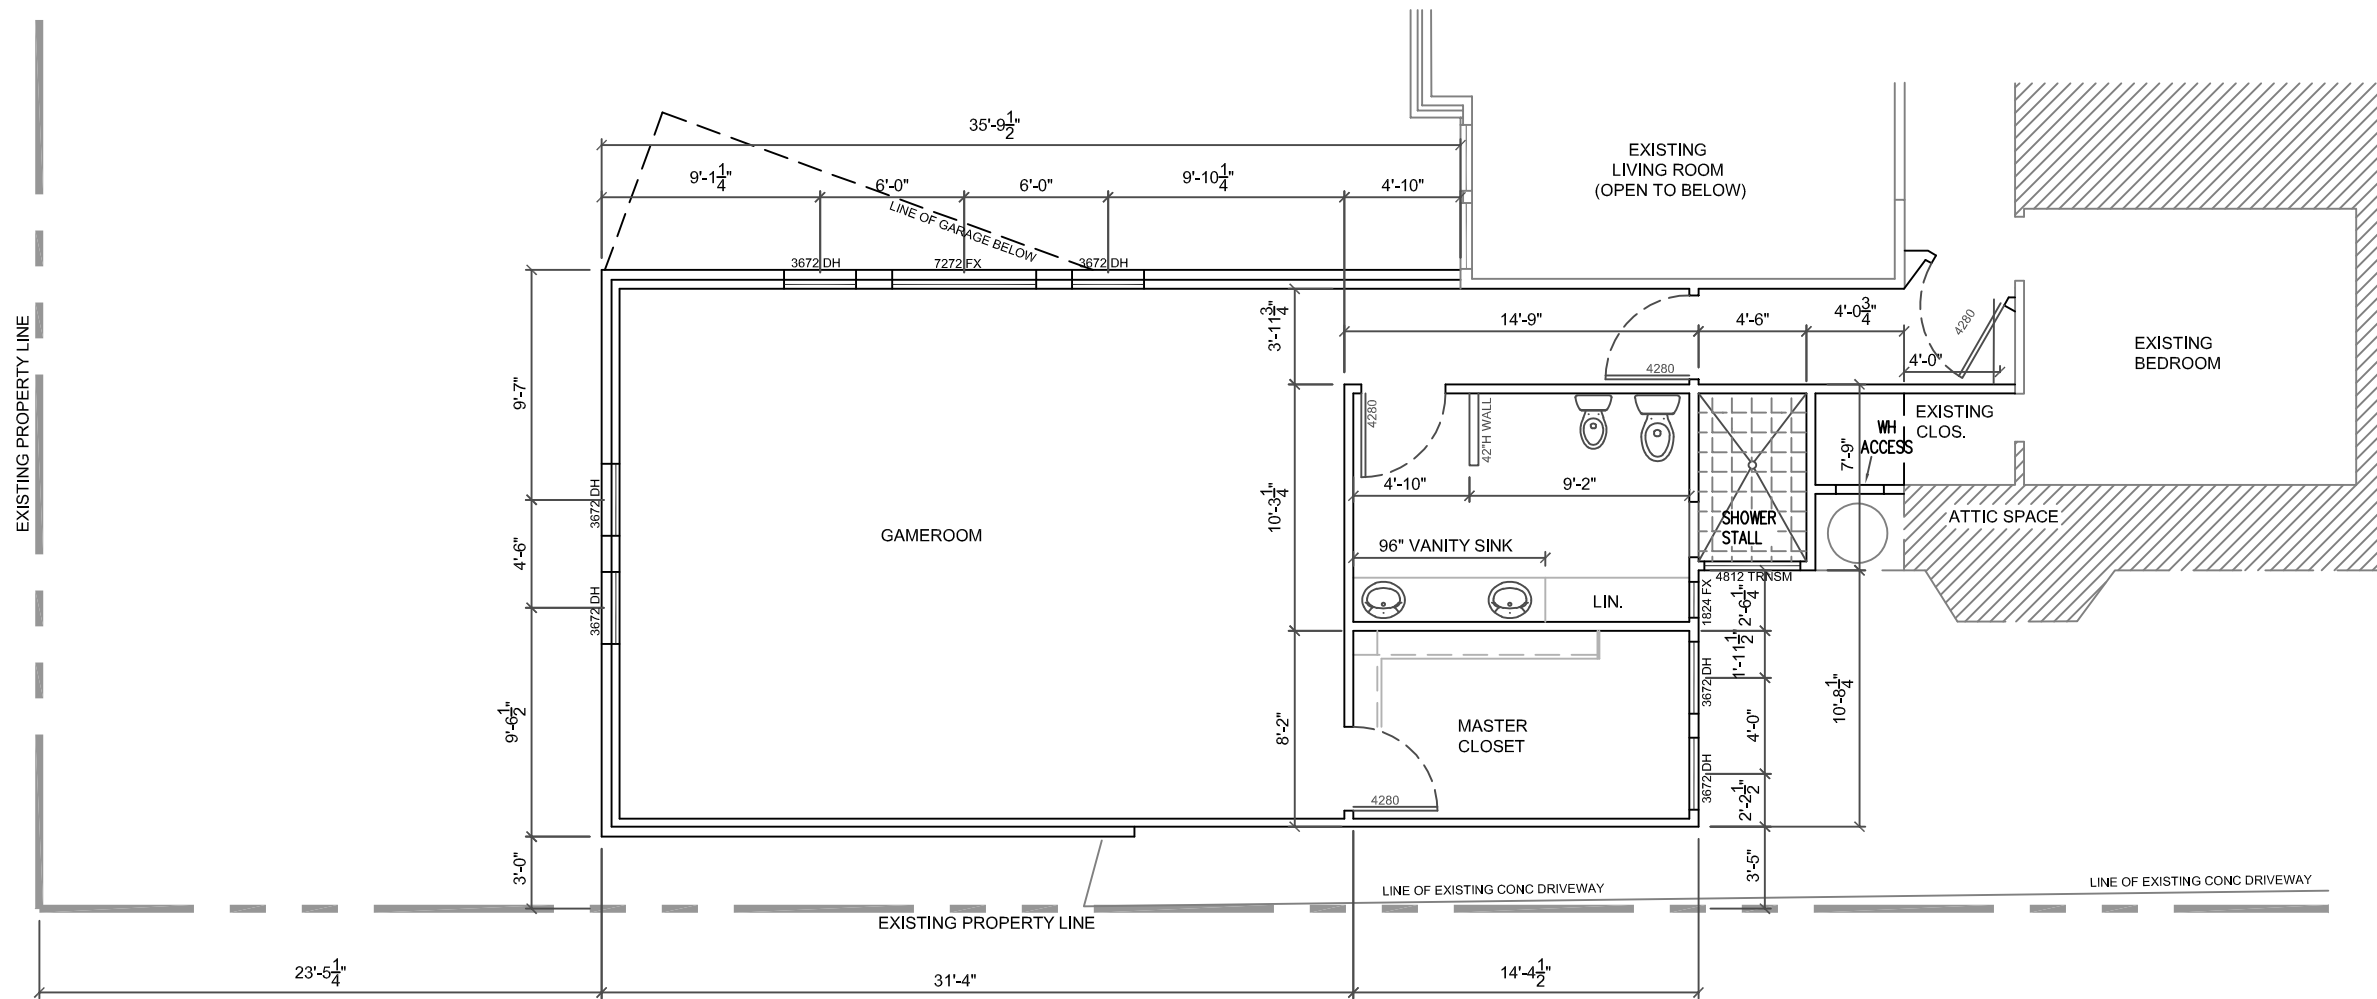 35'-9 1/2"
9'-1 1/4"
6'-0"
6'-0"
9'-10 1/4"
4'-10"
LINE OF GARAGE BELOW
3672 DH
7272 FX
3672 DH
EXISTING
LIVING ROOM
(OPEN TO BELOW)
EXISTING PROPERTY LINE
9'-7"
4'-6"
9'-6 1/2"
3'-0"
3672 DH
3672 DH
GAMEROOM
3'-11 3/4"
10'-3 1/4"
8'-2"
14'-9"
4'-6"
4'-0 3/4"
4'-0"
4280
4280
4280
42"H WALL
4'-10"
9'-2"
96" VANITY SINK
LIN.
SHOWER
STALL
4812 TRNSM
1824 FX
7'-9"
WH
ACCESS
EXISTING
CLOS.
EXISTING
BEDROOM
ATTIC SPACE
2'-6 1/4"
1'-11 1/2"
3672 DH
4'-0"
3672 DH
2'-2 1/2"
10'-8 1/4"
3'-5"
MASTER
CLOSET
4280
LINE OF EXISTING CONC DRIVEWAY
LINE OF EXISTING CONC DRIVEWAY
EXISTING PROPERTY LINE
23'-5 1/4"
31'-4"
14'-4 1/2"